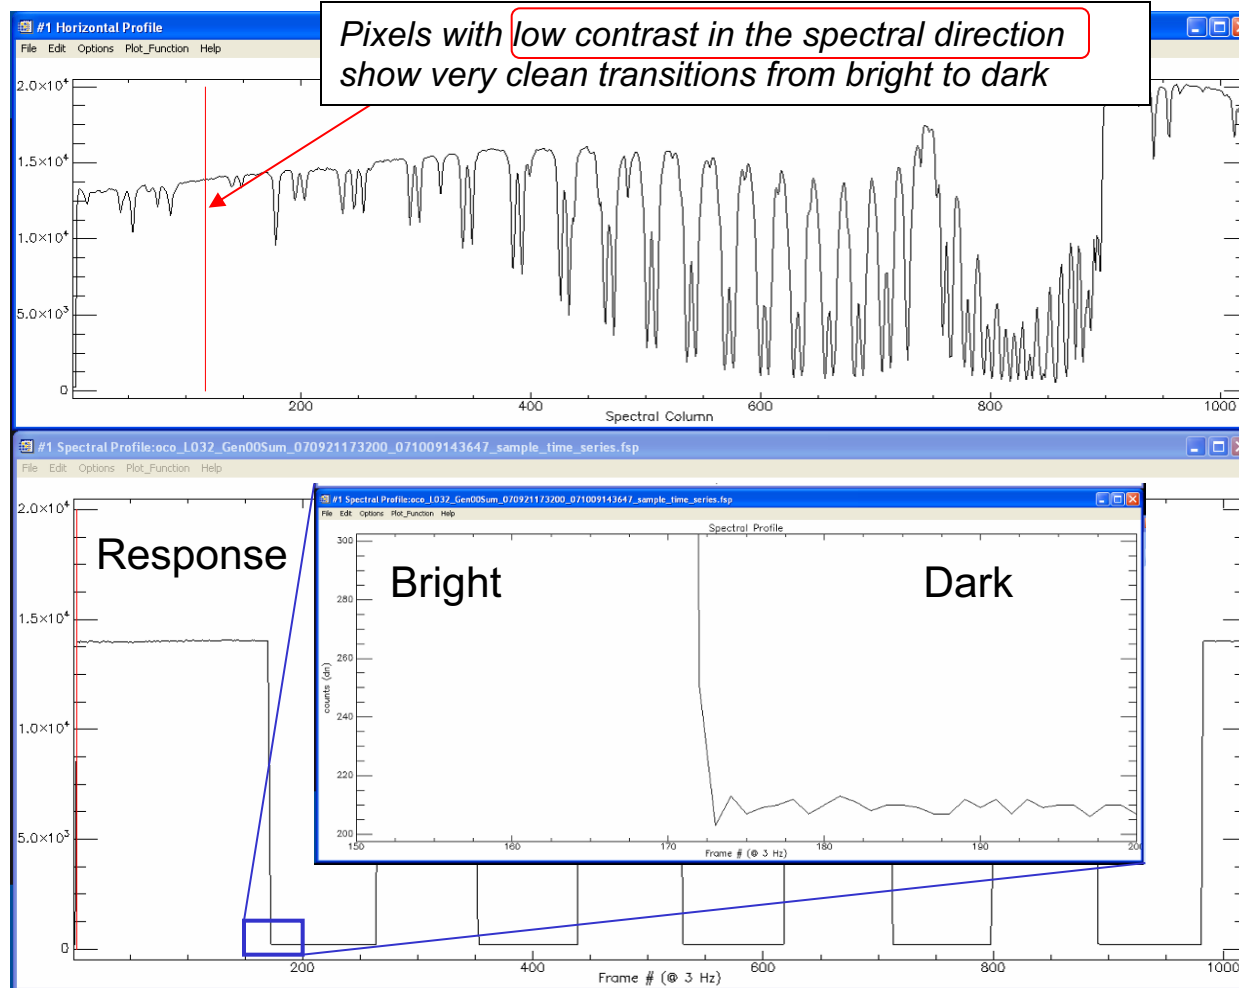 #1 Horizontal Profile
File Edit Options Plot_Function Help
Pixels with low contrast in the spectral direction
show very clean transitions from bright to dark
2.0×10⁴
1.5×10⁴
1.0×10⁴
5.0×10³
0
200 400 600 800 1000
Spectral Column
#1 Spectral Profile:oco_L032_Gen00Sum_070921173200_071009143647_sample_time_series.fsp
File Edit Options Plot_Function Help
2.0×10⁴
1.5×10⁴
1.0×10⁴
5.0×10³
0
Response
200 400 600 800 1000
Frame # (@ 3 Hz)
#1 Spectral Profile:oco_L032_Gen00Sum_070921173200_071009143647_sample_time_series.fsp
File Edit Options Plot_Function Help
Spectral Profile
Bright Dark
300
280
260
240
220
200
counts (dn)
150 160 170 180 190 20
Frame # (@ 3 Hz)